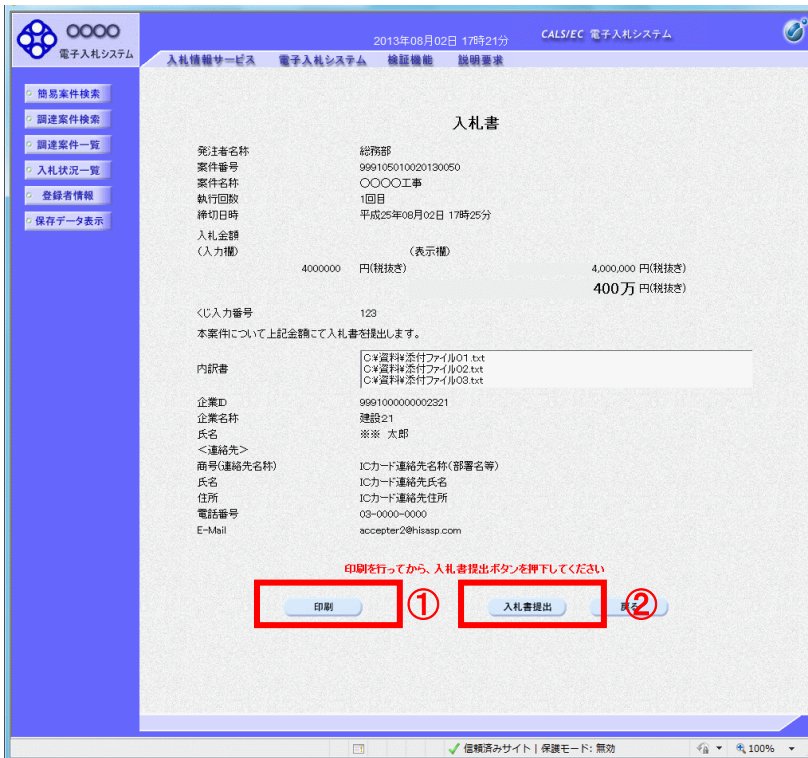 ○○○○
電子入札システム
2013年08月02日 17時21分
CALS/EC 電子入札システム
入札情報サービス 電子入札システム 検証機能 説明要求
簡易案件検索
調達案件検索
調達案件一覧
入札状況一覧
登録者情報
保存データ表示
入札書
発注者名称 総務部
案件番号 999105010020130050
案件名称 ○○○○工事
執行回数 1回目
締切日時 平成25年08月02日 17時25分
入札金額
(入力欄) (表示欄)
4000000 円(税抜き) 4,000,000 円(税抜き)
400万 円(税抜き)
くじ入力番号 123
本案件について上記金額にて入札書を提出します。
内訳書
C:¥資料¥添付ファイル01.txt
C:¥資料¥添付ファイル02.txt
C:¥資料¥添付ファイル03.txt
企業ID 9991000000002321
企業名称 建設21
氏名 ※※ 太郎
<連絡先>
商号(連絡先名称) ICカード連絡先名称(部署名等)
氏名 ICカード連絡先氏名
住所 ICカード連絡先住所
電話番号 03-0000-0000
E-Mail accepter2@hisasp.com
印刷を行ってから、入札書提出ボタンを押下してください
印刷 ① 入札書提出 ② 戻る
信頼済みサイト | 保護モード: 無効
100%